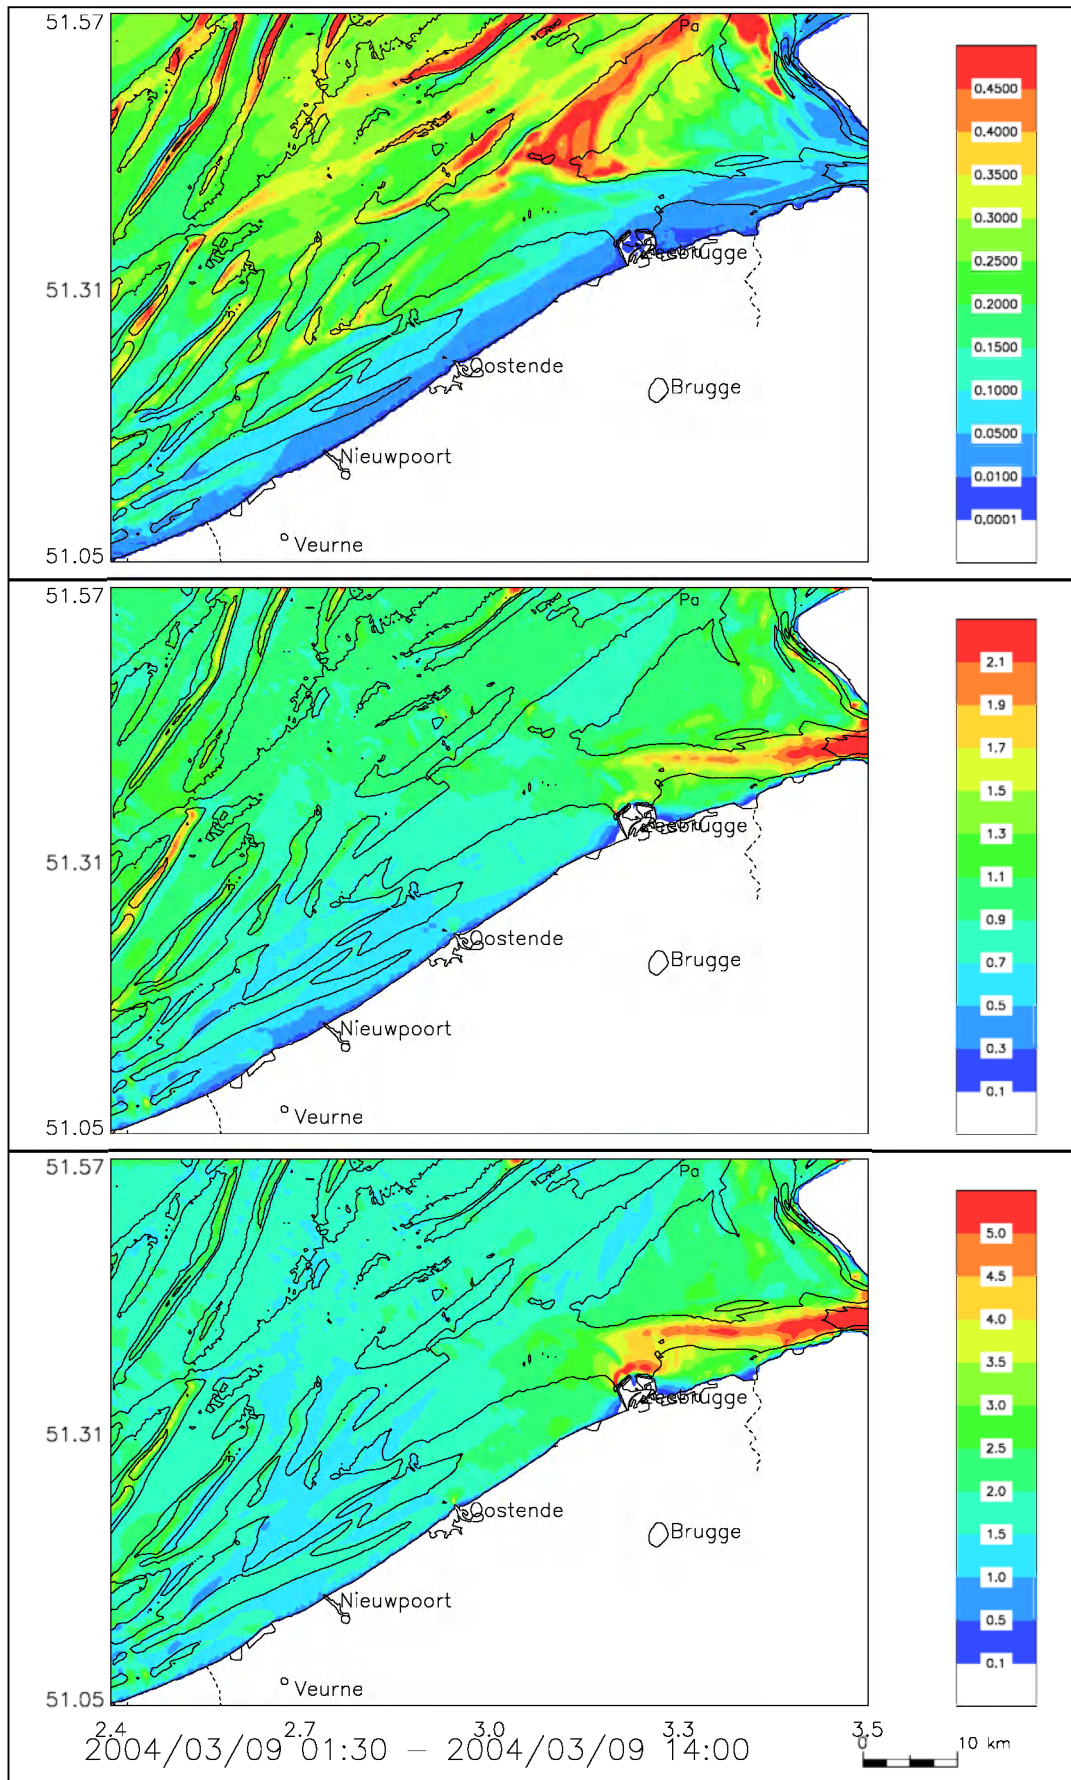 51.57
Pa
0.4500
0.4000
0.3500
0.3000
0.2500
0.2000
0.1500
0.1000
0.0500
0.0100
0.0001
Zeebrugge
51.31
Oostende
Brugge
Nieuwpoort
Veurne
51.05
51.57
Pa
2.1
1.9
1.7
1.5
1.3
1.1
0.9
0.7
0.5
0.3
0.1
Zeebrugge
51.31
Oostende
Brugge
Nieuwpoort
Veurne
51.05
51.57
Pa
5.0
4.5
4.0
3.5
3.0
2.5
2.0
1.5
1.0
0.5
0.1
Zeebrugge
51.31
Oostende
Brugge
Nieuwpoort
Veurne
51.05
2.4 2.7 3.0 3.3 3.5
2004/03/09 01:30 – 2004/03/09 14:00
0 10 km